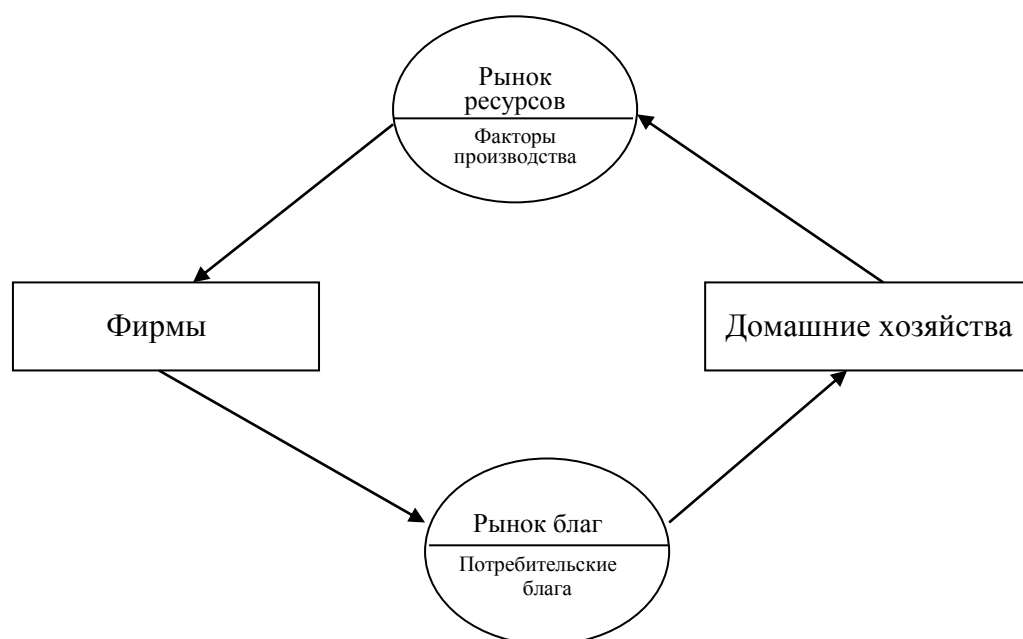 Рынок
ресурсов
Факторы
производства
Фирмы
Домашние хозяйства
Рынок благ
Потребительские
блага